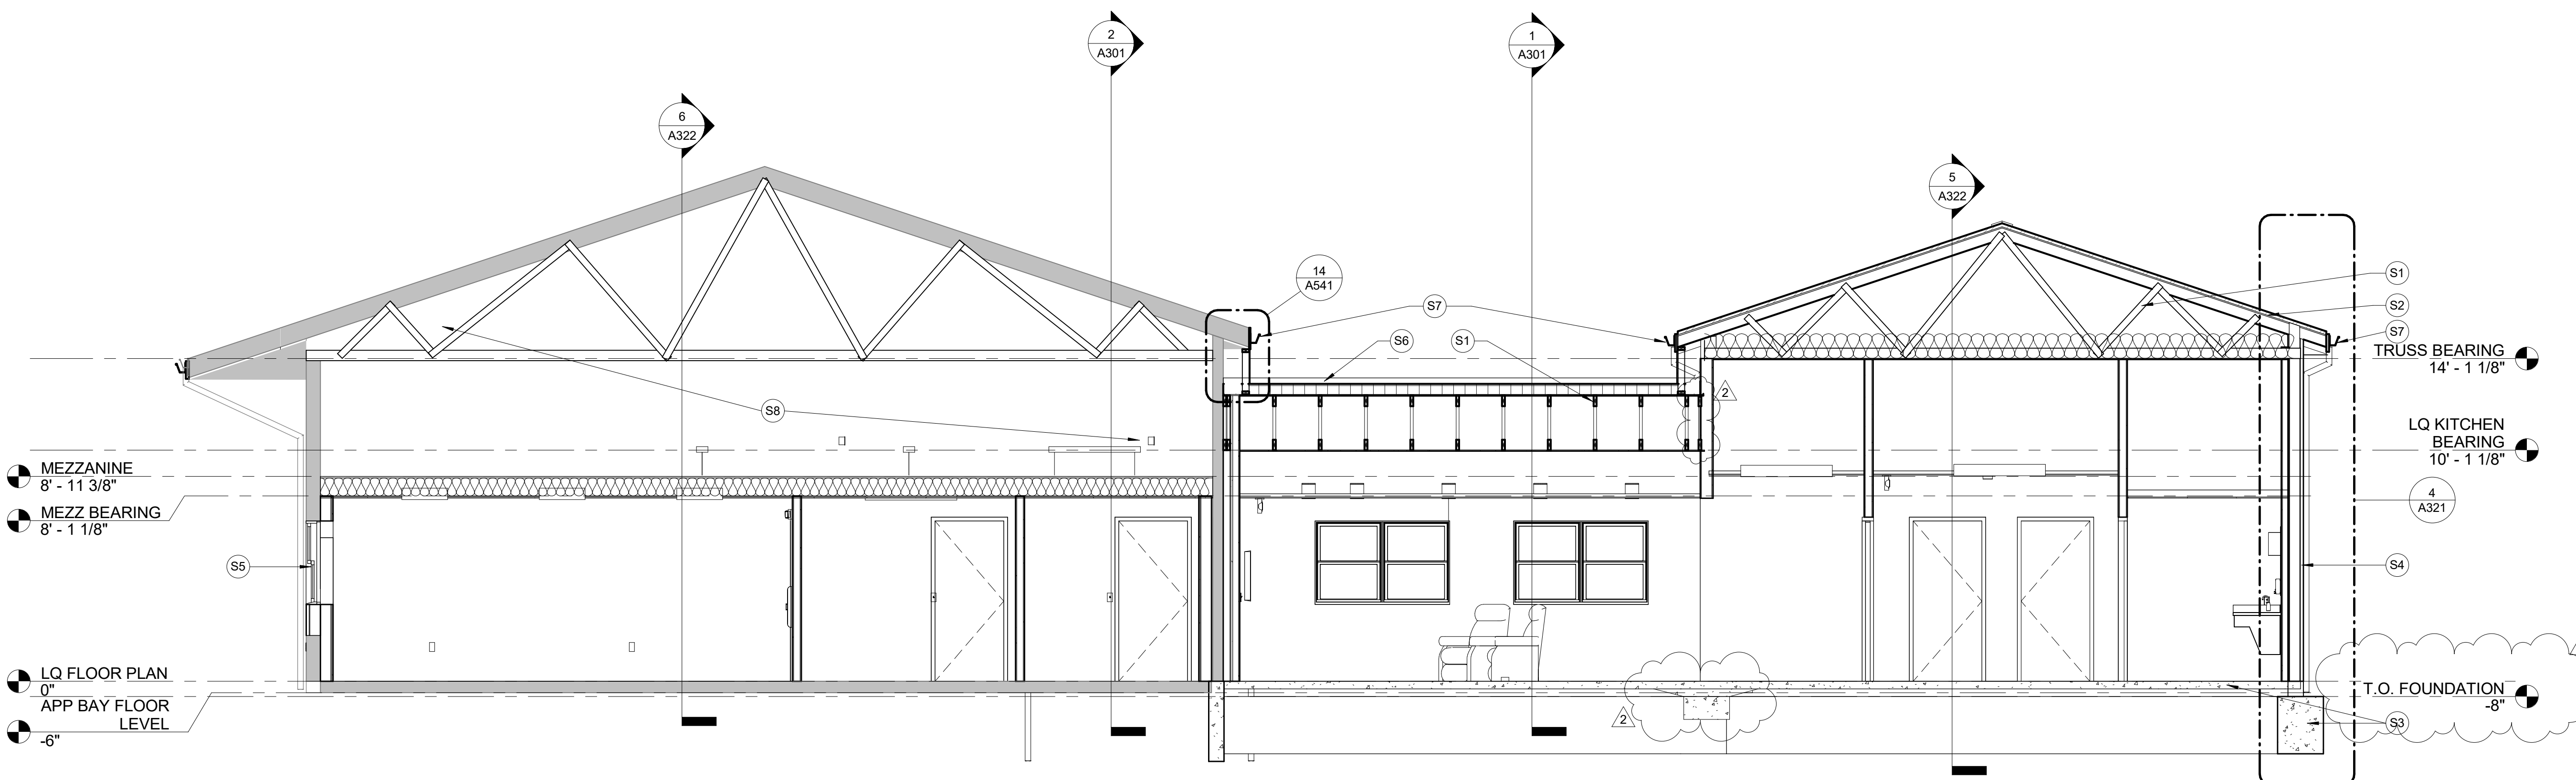 2
A301
1
A301
6
A322
5
A322
14
A541
S1
S7
S2
S6
S1
S7
TRUSS BEARING
14' - 1 1/8"
S8
2
LQ KITCHEN
BEARING
10' - 1 1/8"
MEZZANINE
8' - 11 3/8"
4
A321
MEZZ BEARING
8' - 1 1/8"
S5
S4
LQ FLOOR PLAN
0"
T.O. FOUNDATION
-8"
APP BAY FLOOR
LEVEL
-6"
2
S3